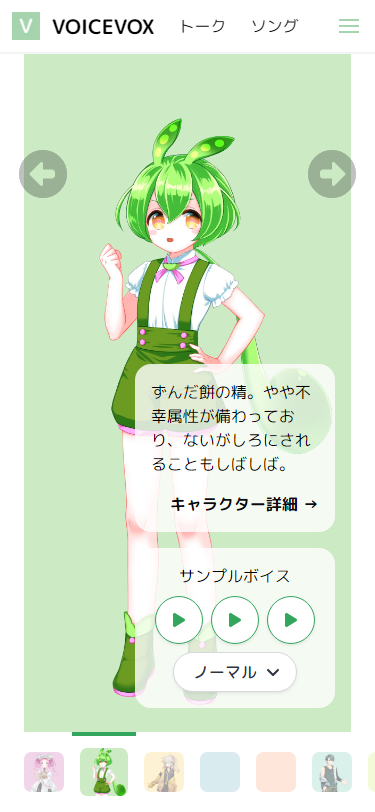 V VOICEVOX トーク ソング
ずんだ餅の精。やや不
幸属性が備わってお
り、ないがしろにされ
ることもしばしば。
キャラクター詳細 →
サンプルボイス
ノーマル